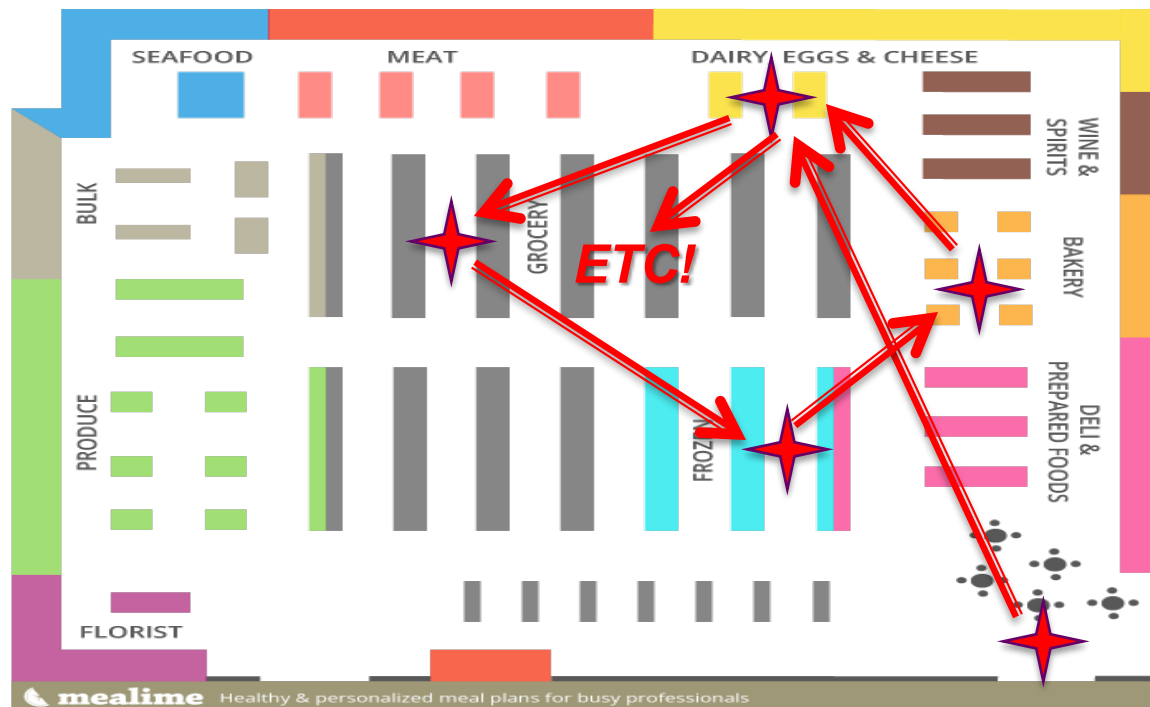 SEAFOOD
MEAT
DAIRY, EGGS & CHEESE
WINE &
SPIRITS
BULK
GROCERY
ETC!
BAKERY
PRODUCE
FROZEN
DELI &
PREPARED FOODS
FLORIST
mealime Healthy & personalized meal plans for busy professionals